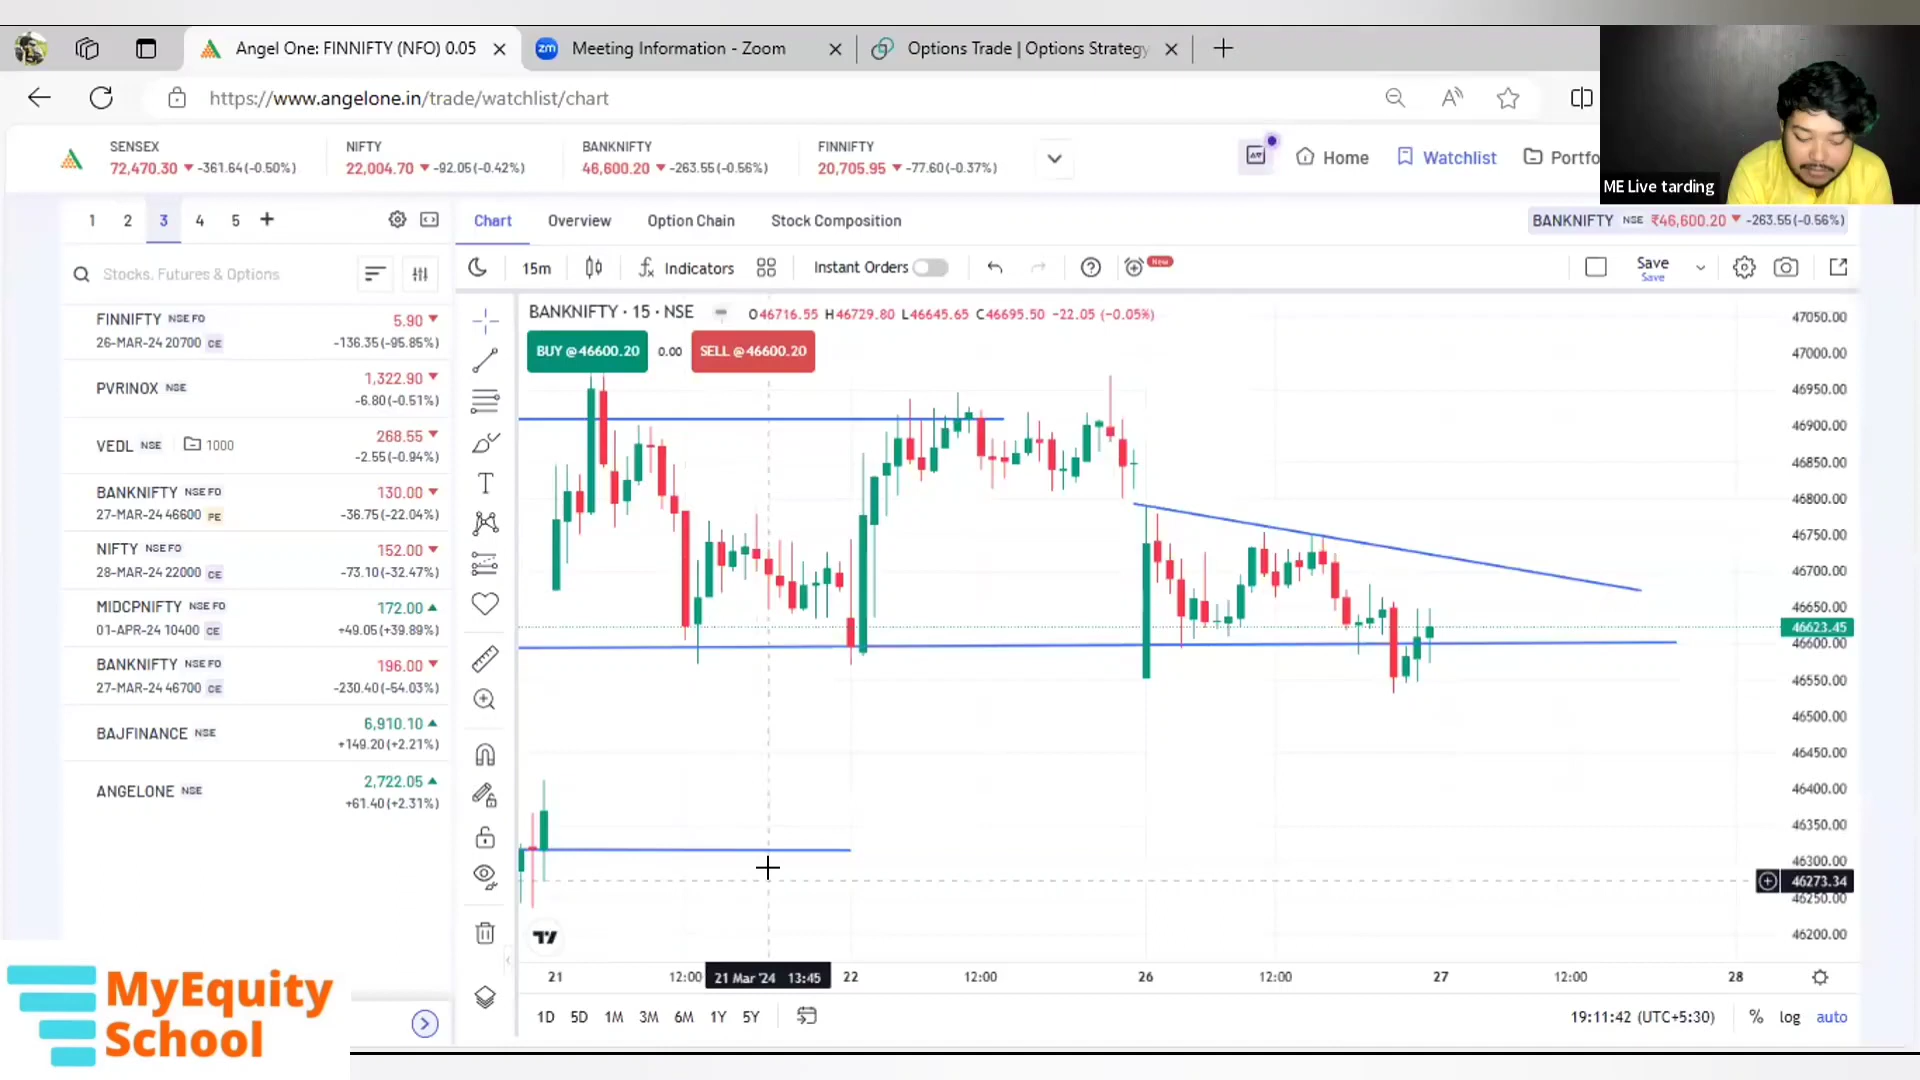 Angel One: FINNIFTY (NFO) 0.05
zm Meeting Information - Zoom
Options Trade | Options Strategy
https://www.angelone.in/trade/watchlist/chart
SENSEX
72,470.30 -361.64(-0.50%)
NIFTY
22,004.70 -92.05(-0.42%)
BANKNIFTY
46,600.20 -263.55(-0.56%)
FINNIFTY
20,705.95 -77.60(-0.37%)
Home
Watchlist
Portfo
ME Live tarding
1 2 3 4 5 +
Chart Overview Option Chain Stock Composition
BANKNIFTY NSE ₹46,600.20 -263.55(-0.56%)
Stocks, Futures & Options
15m Indicators Instant Orders New Save
Save
BANKNIFTY · 15 · NSE O46716.55 H46729.80 L46645.65 C46695.50 -22.05 (-0.05%)
BUY @46600.20 0.00 SELL @46600.20
FINNIFTY NSE FO 5.90
26-MAR-24 20700 CE -136.35(-95.85%)
PVRINOX NSE 1,322.90
-6.80(-0.51%)
VEDL NSE 1000 268.55
-2.55(-0.94%)
BANKNIFTY NSE FO 130.00
27-MAR-24 46600 PE -36.75(-22.04%)
NIFTY NSE FO 152.00
28-MAR-24 22000 CE -73.10(-32.47%)
MIDCPNIFTY NSE FO 172.00
01-APR-24 10400 CE +49.05(+39.89%)
BANKNIFTY NSE FO 196.00
27-MAR-24 46700 CE -230.40(-54.03%)
BAJFINANCE NSE 6,910.10
+149.20(+2.21%)
ANGELONE NSE 2,722.05
+61.40(+2.31%)
47050.00
47000.00
46950.00
46900.00
46850.00
46800.00
46750.00
46700.00
46650.00
46623.45
46600.00
46550.00
46500.00
46450.00
46400.00
46350.00
46300.00
46273.34
46250.00
46200.00
21 12:00 21 Mar '24 13:45 22 12:00 26 12:00 27 12:00 28
1D 5D 1M 3M 6M 1Y 5Y
19:11:42 (UTC+5:30) % log auto
MyEquity
School